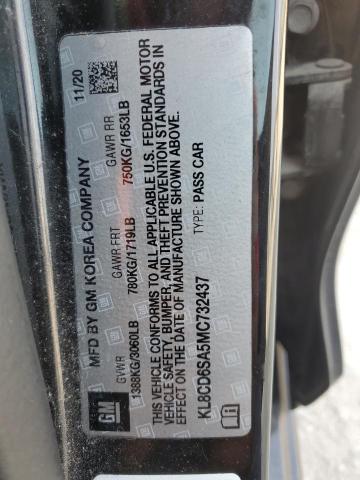 MFD BY GM KOREA COMPANY 11/20
GVWR GAWR FRT GAWR RR
1388KG/3060LB 780KG/1719LB 750KG/1653LB
THIS VEHICLE CONFORMS TO ALL APPLICABLE U.S. FEDERAL MOTOR
VEHICLE SAFETY, BUMPER, AND THEFT PREVENTION STANDARDS IN
EFFECT ON THE DATE OF MANUFACTURE SHOWN ABOVE.
KL8CD6SA5MC732437 TYPE: PASS CAR
GM